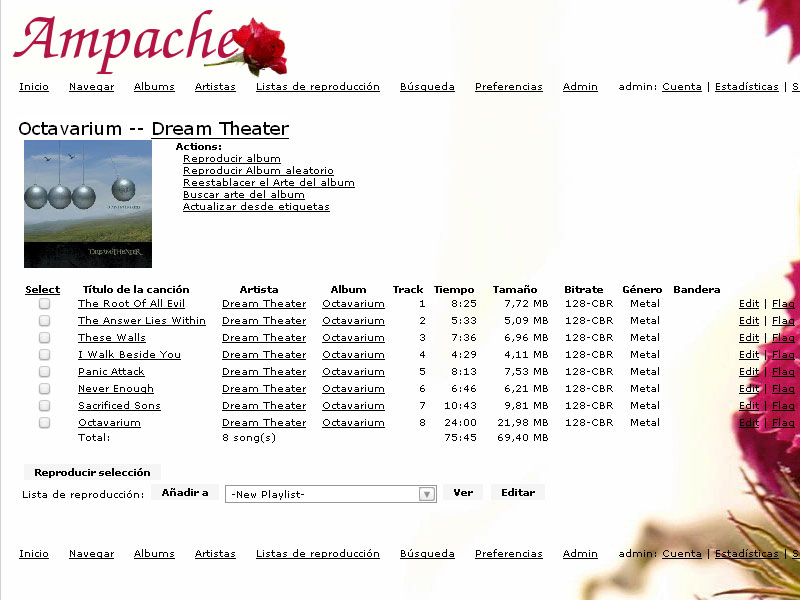 Ampache
Inicio Navegar Albums Artistas Listas de reproducción Búsqueda Preferencias Admin admin: Cuenta | Estadísticas | S
Octavarium -- Dream Theater
Actions:
Reproducir album
Reproducir Album aleatorio
Reestablacer el Arte del album
Buscar arte del album
Actualizar desde etiquetas
DREAM THEATER
Select Título de la canción Artista Album Track Tiempo Tamaño Bitrate Género Bandera
The Root Of All Evil Dream Theater Octavarium 1 8:25 7,72 MB 128-CBR Metal Edit | Flag
The Answer Lies Within Dream Theater Octavarium 2 5:33 5,09 MB 128-CBR Metal Edit | Flag
These Walls Dream Theater Octavarium 3 7:36 6,96 MB 128-CBR Metal Edit | Flag
I Walk Beside You Dream Theater Octavarium 4 4:29 4,11 MB 128-CBR Metal Edit | Flag
Panic Attack Dream Theater Octavarium 5 8:13 7,53 MB 128-CBR Metal Edit | Flag
Never Enough Dream Theater Octavarium 6 6:46 6,21 MB 128-CBR Metal Edit | Flag
Sacrificed Sons Dream Theater Octavarium 7 10:43 9,81 MB 128-CBR Metal Edit | Flag
Octavarium Dream Theater Octavarium 8 24:00 21,98 MB 128-CBR Metal Edit | Flag
Total: 8 song(s) 75:45 69,40 MB
Reproducir selección
Lista de reproducción: Añadir a -New Playlist- Ver Editar
Inicio Navegar Albums Artistas Listas de reproducción Búsqueda Preferencias Admin admin: Cuenta | Estadísticas | S